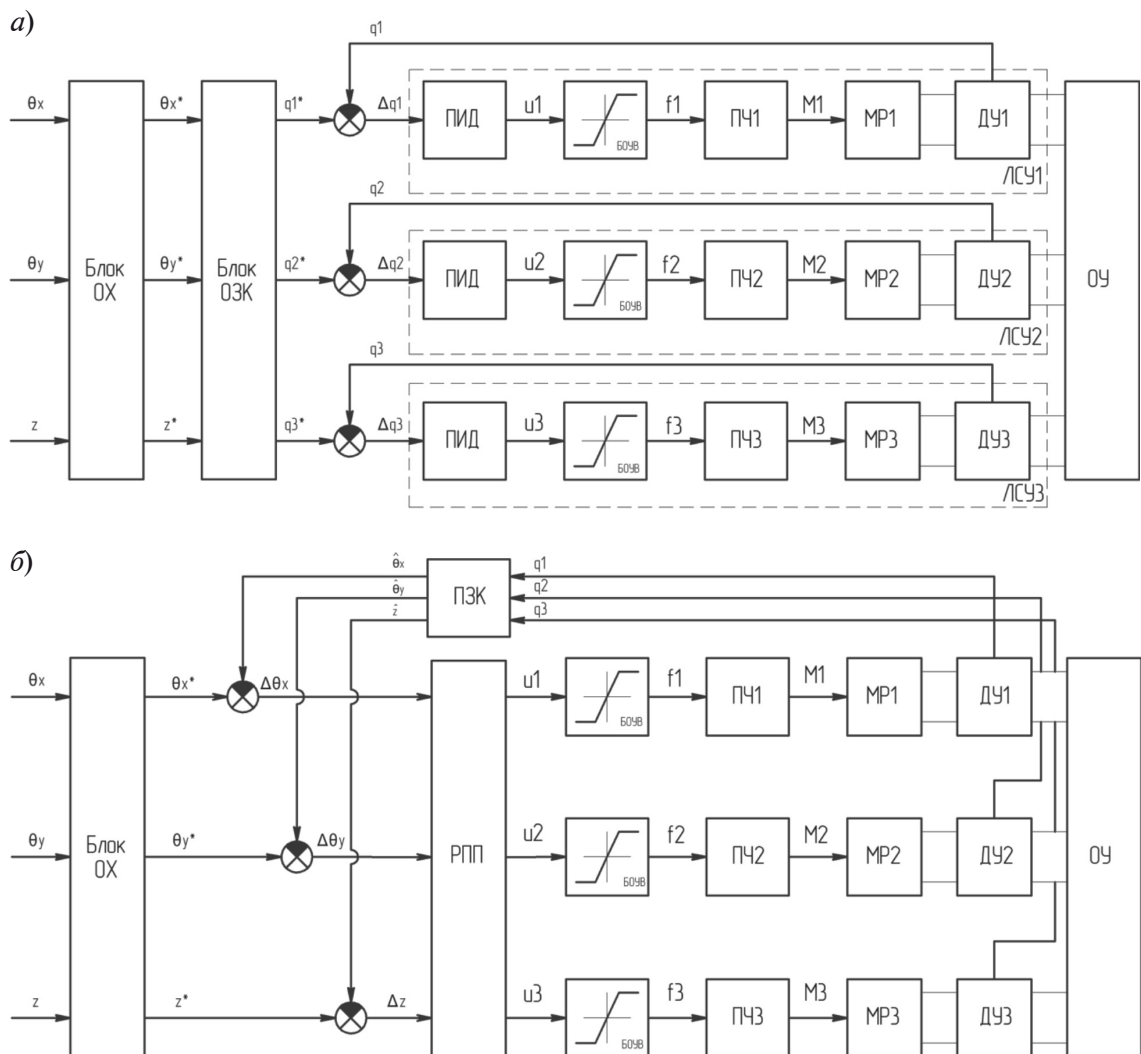 а)
q1
θx
θx*
q1*
Δq1
ПИД
u1
БОУВ
f1
ПЧ1
M1
МР1
ДУ1
ЛСУ1
q2
θy
Блок
ОХ
θy*
Блок
ОЗК
q2*
Δq2
ПИД
u2
БОУВ
f2
ПЧ2
M2
МР2
ДУ2
ОУ
ЛСУ2
q3
z
z*
q3*
Δq3
ПИД
u3
БОУВ
f3
ПЧ3
M3
МР3
ДУ3
ЛСУ3
б)
θ̂x
θ̂y
ẑ
ПЗК
q1
q2
q3
θx
θx*
Δθx
u1
БОУВ
f1
ПЧ1
M1
МР1
ДУ1
θy
Блок
ОХ
θy*
Δθy
РПП
u2
БОУВ
f2
ПЧ2
M2
МР2
ДУ2
ОУ
z
z*
Δz
u3
БОУВ
f3
ПЧ3
M3
МР3
ДУ3